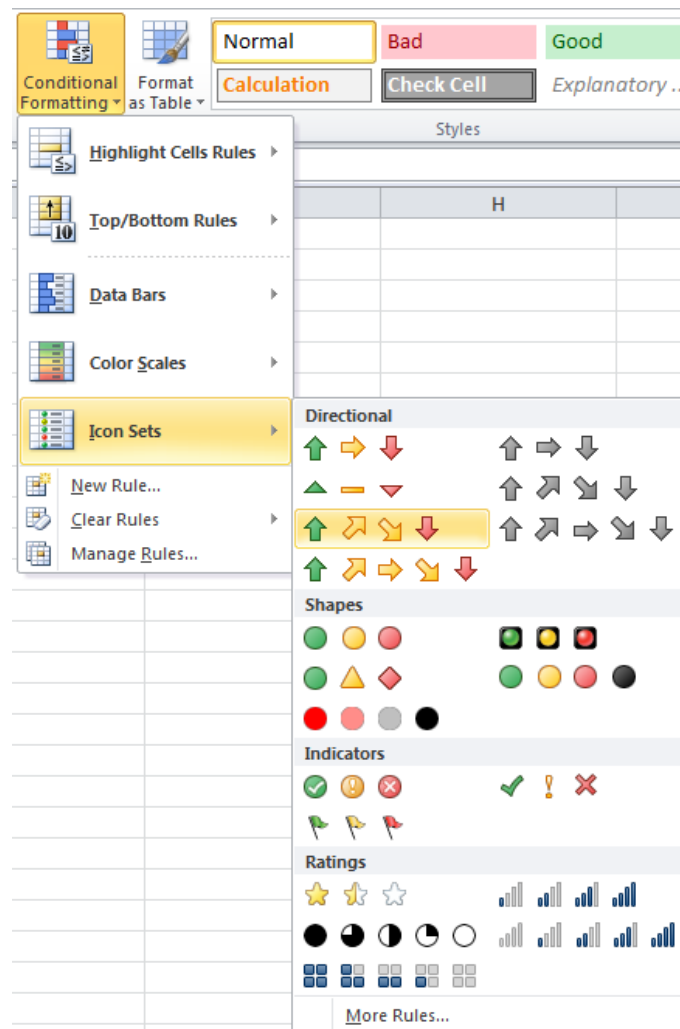 Normal Bad Good
Conditional Formatting Format as Table Calculation Check Cell Explanatory ...
Styles
Highlight Cells Rules
H
Top/Bottom Rules
10
Data Bars
Color Scales
Icon Sets
Directional
New Rule...
Clear Rules
Manage Rules...
Shapes
Indicators
Ratings
More Rules...